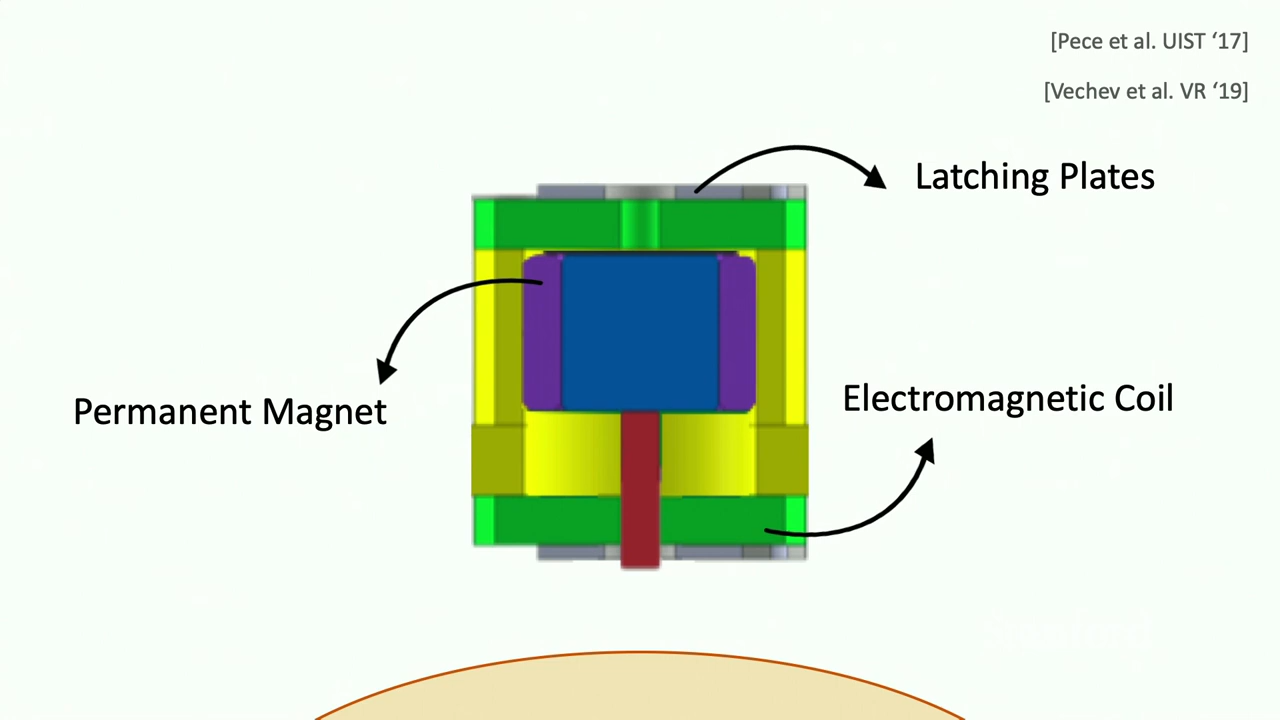 [Pece et al. UIST ‘17]
[Vechev et al. VR ‘19]
Latching Plates
Permanent Magnet
Electromagnetic Coil